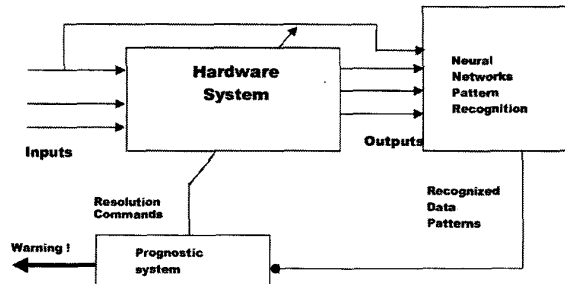 Hardware
System
Neural
Networks
Pattern
Recognition
Inputs
Outputs
Resolution
Commands
Recognized
Data
Patterns
Warning !
Prognostic
system